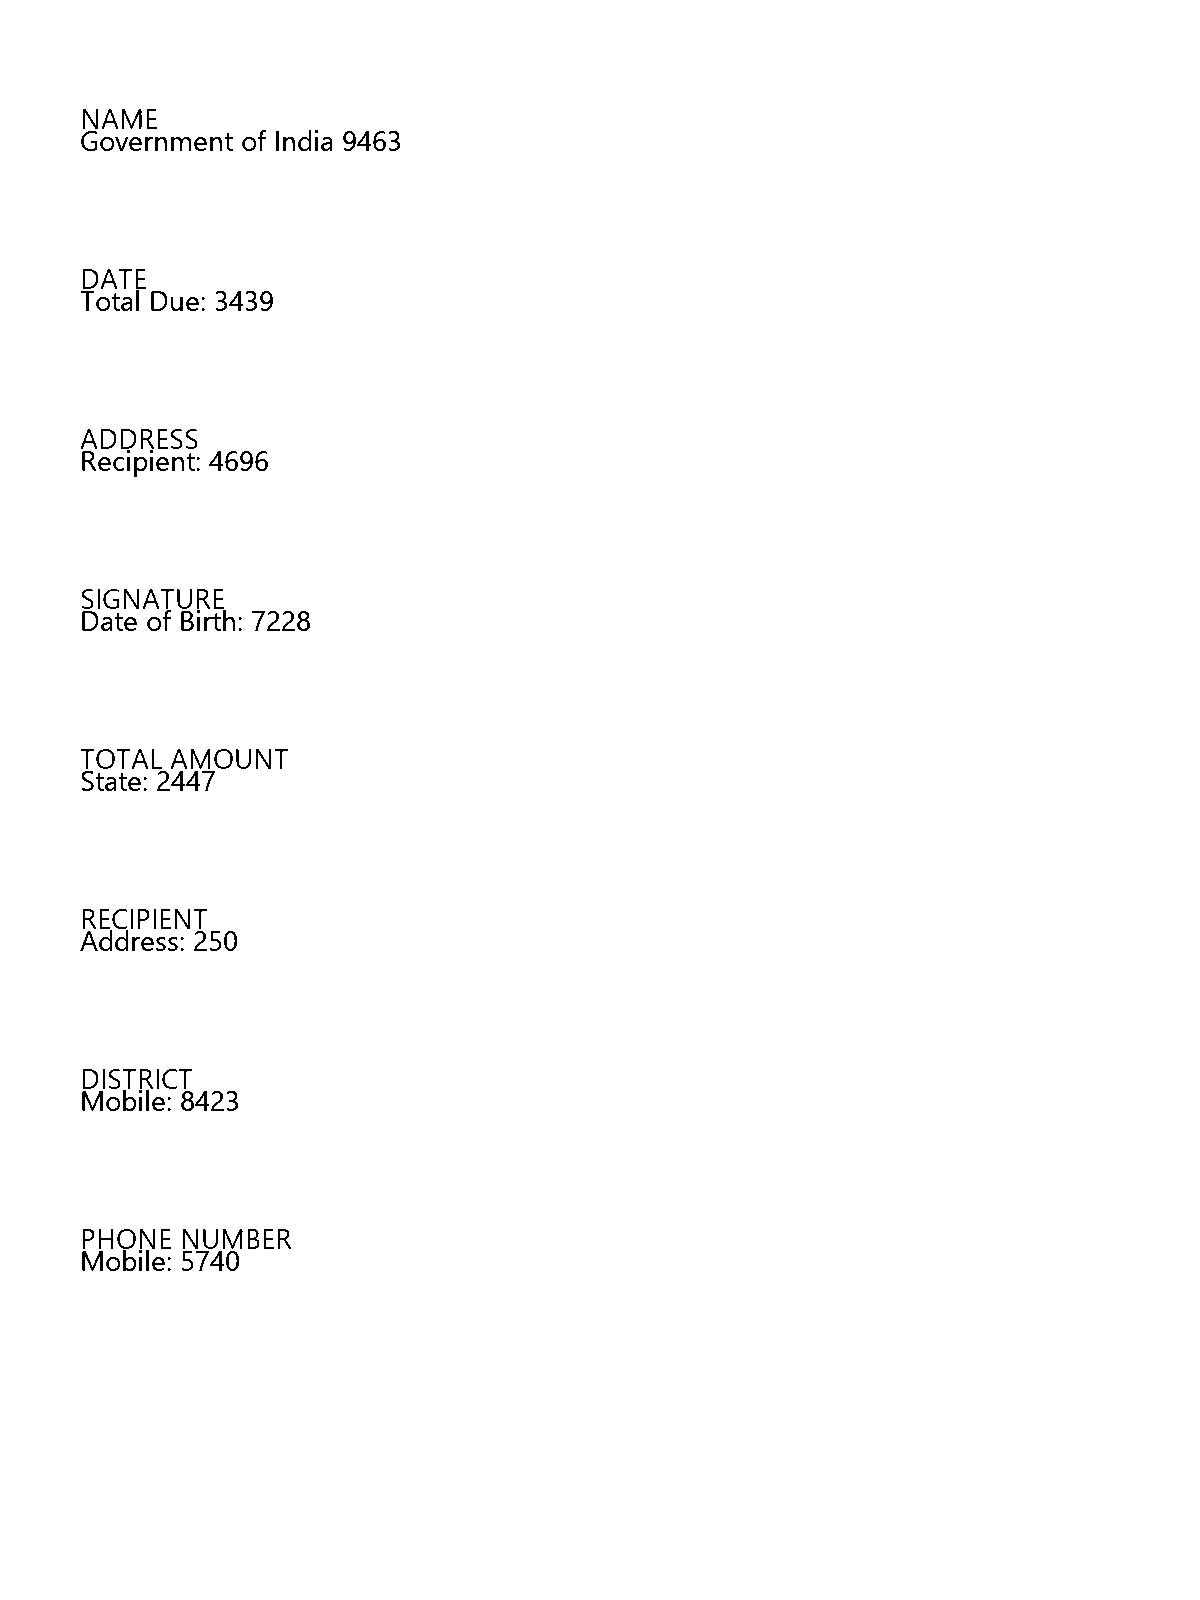 NAME
Government of India 9463
DATE
Total Due: 3439
ADDRESS
Recipient: 4696
SIGNATURE
Date of Birth: 7228
TOTAL AMOUNT
State: 2447
RECIPIENT
Address: 250
DISTRICT
Mobile: 8423
PHONE NUMBER
Mobile: 5740